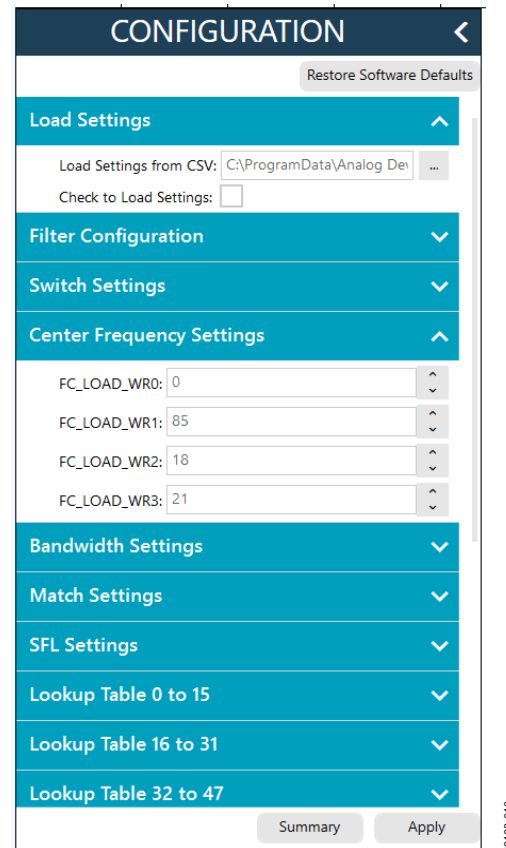 CONFIGURATION
Restore Software Defaults
Load Settings
Load Settings from CSV: C:\ProgramData\Analog Dev ...
Check to Load Settings:
Filter Configuration
Switch Settings
Center Frequency Settings
FC_LOAD_WR0: 0
FC_LOAD_WR1: 85
FC_LOAD_WR2: 18
FC_LOAD_WR3: 21
Bandwidth Settings
Match Settings
SFL Settings
Lookup Table 0 to 15
Lookup Table 16 to 31
Lookup Table 32 to 47
Summary Apply